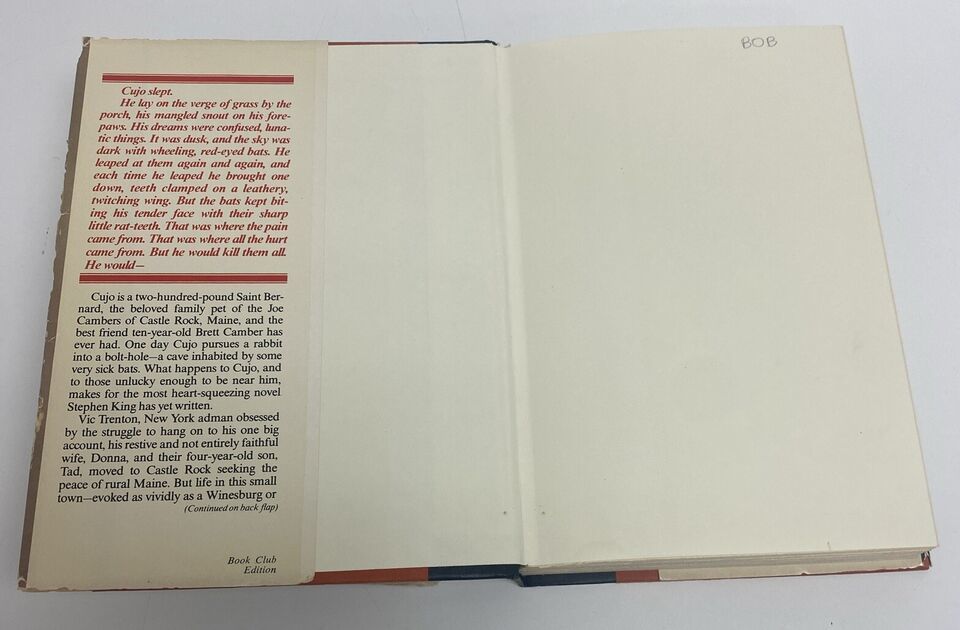 Cujo slept.
He lay on the verge of grass by the
porch, his mangled snout on his fore-
paws. His dreams were confused, luna-
tic things. It was dusk, and the sky was
dark with wheeling, red-eyed bats. He
leaped at them again and again, and
each time he leaped he brought one
down, teeth clamped on a leathery,
twitching wing. But the bats kept bit-
ing his tender face with their sharp
little rat-teeth. That was where the pain
came from. That was where all the hurt
came from. But he would kill them all.
He would—
Cujo is a two-hundred-pound Saint Ber-
nard, the beloved family pet of the Joe
Cambers of Castle Rock, Maine, and the
best friend ten-year-old Brett Camber has
ever had. One day Cujo pursues a rabbit
into a bolt-hole—a cave inhabited by some
very sick bats. What happens to Cujo, and
to those unlucky enough to be near him,
makes for the most heart-squeezing novel
Stephen King has yet written.
Vic Trenton, New York adman obsessed
by the struggle to hang on to his one big
account, his restive and not entirely faithful
wife, Donna, and their four-year-old son,
Tad, moved to Castle Rock seeking the
peace of rural Maine. But life in this small
town—evoked as vividly as a Winesburg or
(Continued on back flap)
Book Club
Edition
BOB